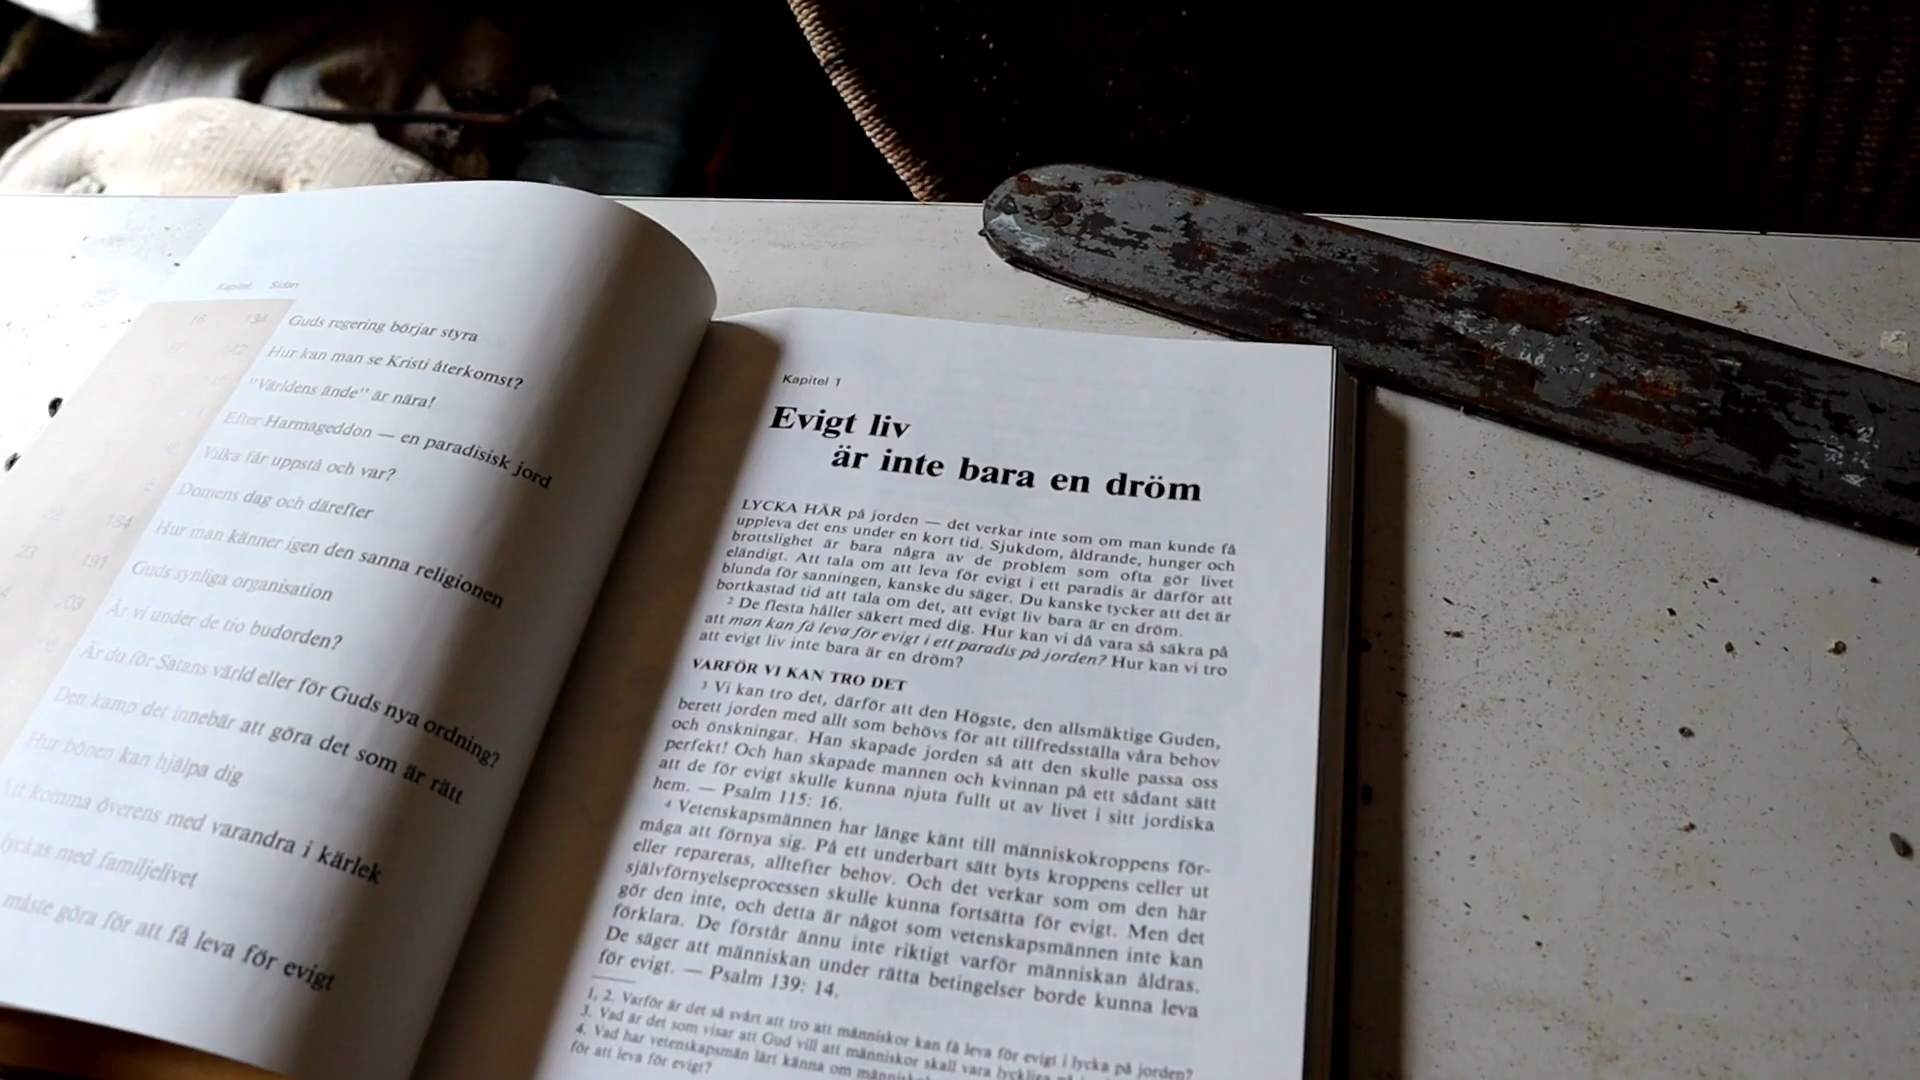 Kapitel Sidan
16 134
Guds regering börjar styra
Hur kan man se Kristi återkomst?
"Världens ände" är nära!
Efter Harmageddon — en paradisisk jord
Vilka får uppstå och var?
Domens dag och därefter
22 184
Hur man känner igen den sanna religionen
23 191
Guds synliga organisation
203
Är vi under de tio budorden?
Är du för Satans värld eller för Guds nya ordning?
Den kamp det innebär att göra det som är rätt
Hur bönen kan hjälpa dig
Att komma överens med varandra i kärlek
lyckas med familjelivet
måste göra för att få leva för evigt
Kapitel 1
Evigt liv
är inte bara en dröm
LYCKA HÄR på jorden — det verkar inte som om man kunde få
uppleva det ens under en kort tid. Sjukdom, åldrande, hunger och
brottslighet är bara några av de problem som ofta gör livet
eländigt. Att tala om att leva för evigt i ett paradis är därför att
blunda för sanningen, kanske du säger. Du kanske tycker att det är
bortkastad tid att tala om det, att evigt liv bara är en dröm.
2 De flesta håller säkert med dig. Hur kan vi då vara så säkra på
att man kan få leva för evigt i ett paradis på jorden? Hur kan vi tro
att evigt liv inte bara är en dröm?
VARFÖR VI KAN TRO DET
3 Vi kan tro det, därför att den Högste, den allsmäktige Guden,
berett jorden med allt som behövs för att tillfredsställa våra behov
och önskningar. Han skapade jorden så att den skulle passa oss
perfekt! Och han skapade mannen och kvinnan på ett sådant sätt
att de för evigt skulle kunna njuta fullt ut av livet i sitt jordiska
hem. — Psalm 115: 16.
4 Vetenskapsmännen har länge känt till människokroppens för-
måga att förnya sig. På ett underbart sätt byts kroppens celler ut
eller repareras, alltefter behov. Och det verkar som om den här
självförnyelseprocessen skulle kunna fortsätta för evigt. Men det
gör den inte, och detta är något som vetenskapsmännen inte kan
förklara. De förstår ännu inte riktigt varför människan åldras.
De säger att människan under rätta betingelser borde kunna leva
för evigt. — Psalm 139: 14.
1, 2. Varför är det så svårt att tro att människor kan få leva för evigt i lycka på jorden?
3. Vad är det som visar att Gud vill att människor skall vara lyckliga
4. Vad har vetenskapsmän lärt känna om
för att leva för evigt?